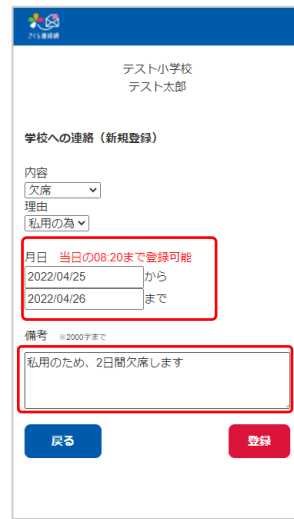 さくら連絡網
テスト小学校
テスト太郎
学校への連絡（新規登録）
内容
欠席
理由
私用の為
月日 当日の08:20まで登録可能
2022/04/25 から
2022/04/26 まで
備考 ※2000字まで
私用のため、2日間欠席します
戻る 登録